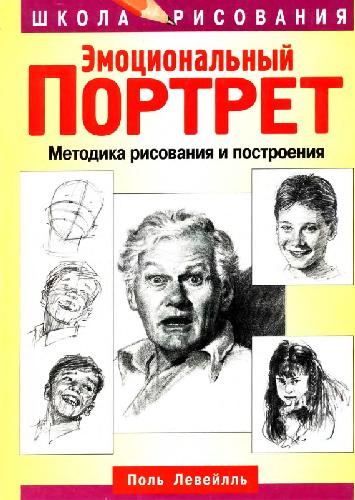 ШКОЛА РИСОВАНИЯ
Эмоциональный
ПОРТРЕТ
Методика рисования и построения
Поль Левейлль